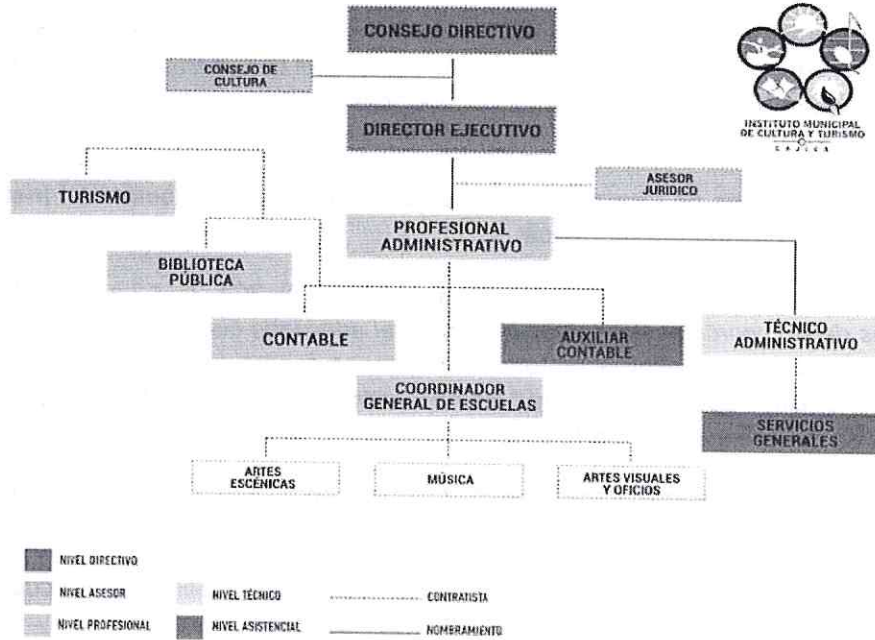 CONSEJO DIRECTIVO
CONSEJO DE
CULTURA
DIRECTOR EJECUTIVO
INSTITUTO MUNICIPAL
DE CULTURA Y TURISMO
CAJICÁ
ASESOR
JURIDICO
TURISMO
PROFESIONAL
ADMINISTRATIVO
BIBLIOTECA
PÚBLICA
CONTABLE
AUXILIAR
CONTABLE
TÉCNICO
ADMINISTRATIVO
COORDINADOR
GENERAL DE ESCUELAS
SERVICIOS
GENERALES
ARTES
ESCÉNICAS
MÚSICA
ARTES VISUALES
Y OFICIOS
NIVEL DIRECTIVO
NIVEL ASESOR
NIVEL TÉCNICO
CONTRATISTA
NIVEL PROFESIONAL
NIVEL ASISTENCIAL
NOMBRAMIENTO